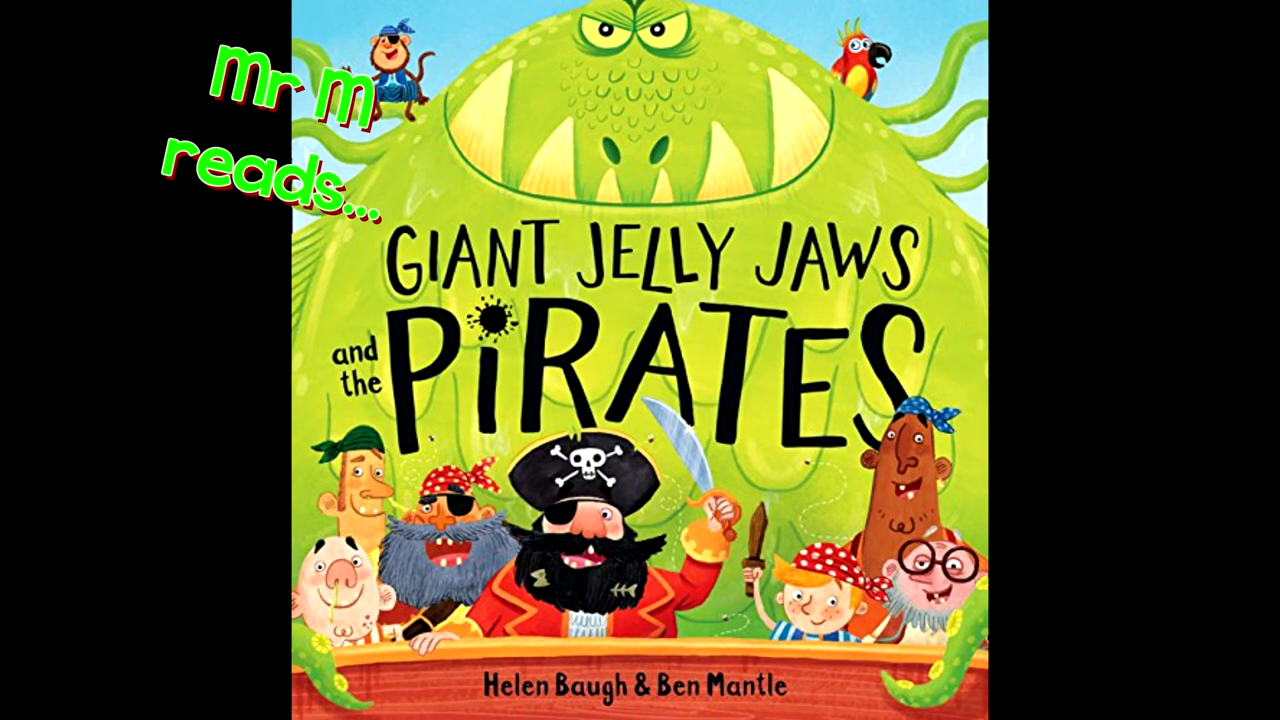 Mr M
reads...
GIANT JELLY JAWS
and the
PiRATES
Helen Baugh & Ben Mantle